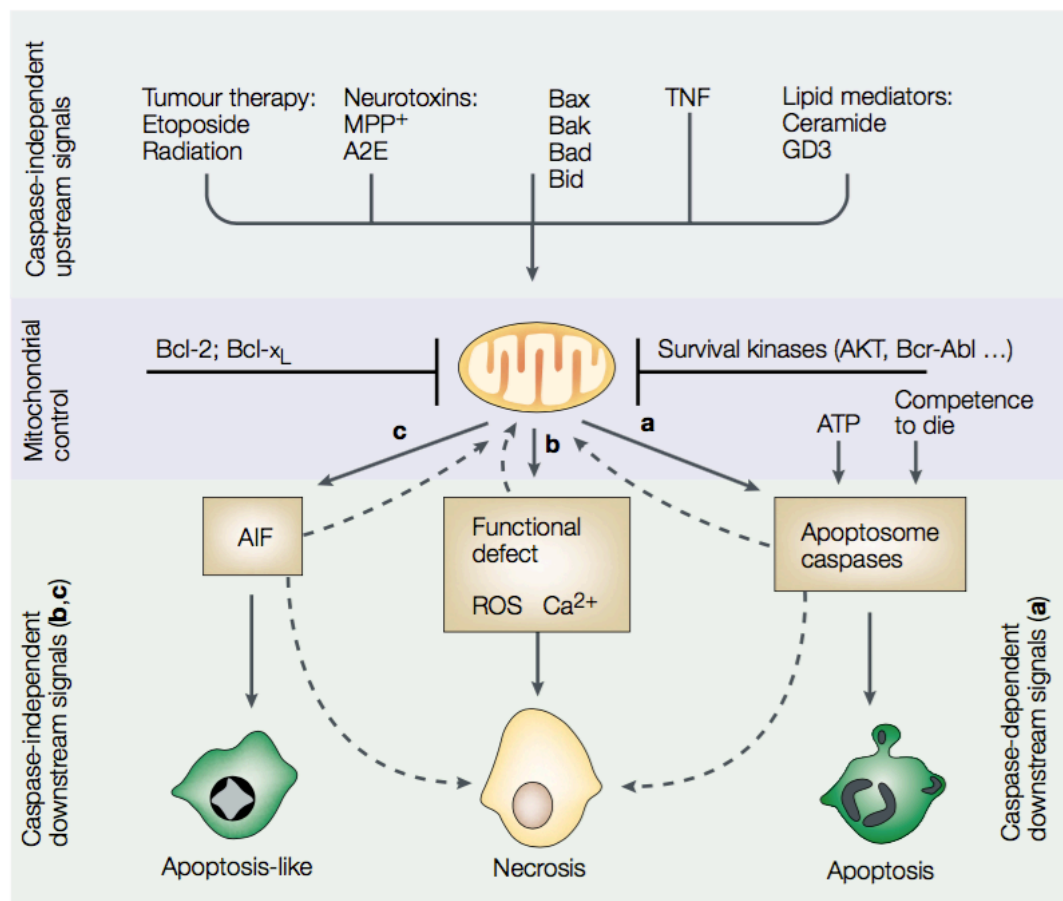 Caspase-independent
upstream signals
Tumour therapy:
Etoposide
Radiation
Neurotoxins:
MPP⁺
A2E
Bax
Bak
Bad
Bid
TNF
Lipid mediators:
Ceramide
GD3
Mitochondrial
control
Bcl-2; Bcl-xL
Survival kinases (AKT, Bcr-Abl ...)
c
b
a
ATP
Competence
to die
Caspase-independent
downstream signals (b,c)
AIF
Functional
defect
ROS Ca²⁺
Apoptosome
caspases
Caspase-dependent
downstream signals (a)
Apoptosis-like
Necrosis
Apoptosis